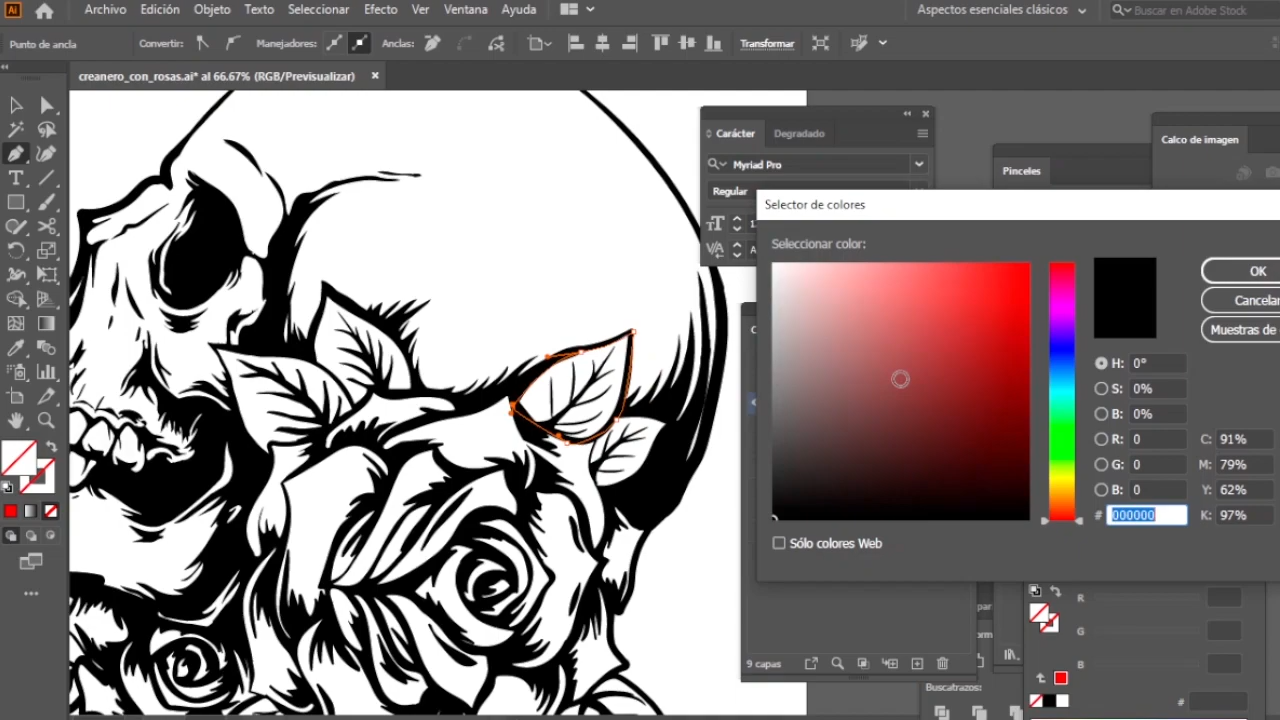 Ai Archivo Edición Objeto Texto Seleccionar Efecto Ver Ventana Ayuda Aspectos esenciales clásicos Buscar en Adobe Stock
Punto de ancla Convertir: Manejadores: Anclas: Transformar
creanero_con_rosas.ai* al 66.67% (RGB/Previsualizar)
Carácter Degradado
Calco de imagen
Myriad Pro
Pinceles
Regular
Selector de colores
Seleccionar color:
OK
Cancelar
Muestras de
H: 0°
S: 0%
B: 0%
R: 0 C: 91%
G: 0 M: 79%
B: 0 Y: 62%
# 000000 K: 97%
Sólo colores Web
R
G
B
9 capas
Buscatrazos:
#